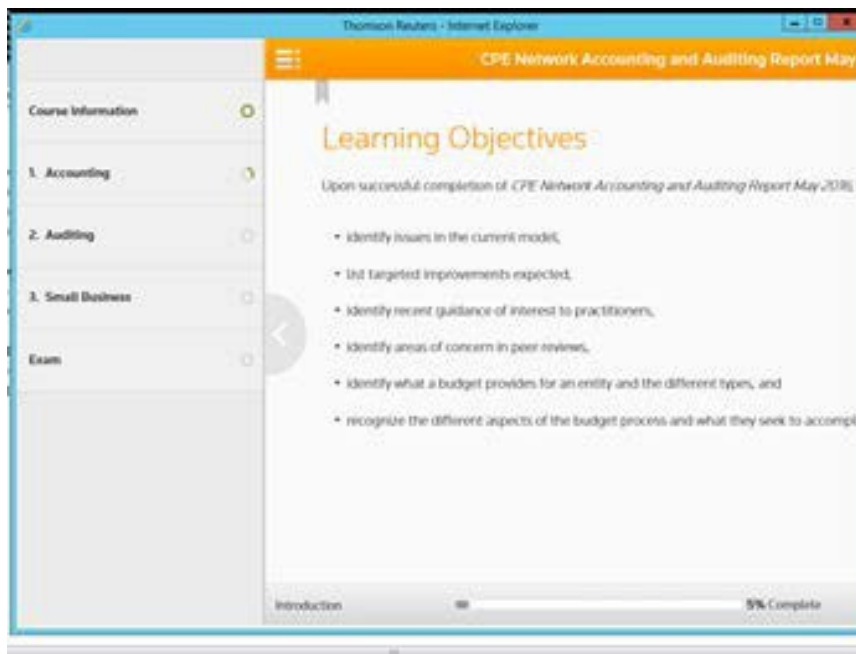 Thomson Reuters - Internet Explorer
CPE Network Accounting and Auditing Report May
Course Information
1. Accounting
2. Auditing
3. Small Business
Exam
Learning Objectives
Upon successful completion of CPE Network Accounting and Auditing Report May 2016,
• identify issues in the current model,
• list targeted improvements expected,
• identify recent guidance of interest to practitioners,
• identify areas of concern in peer reviews,
• identify what a budget provides for an entity and the different types, and
• recognize the different aspects of the budget process and what they seek to accompl
Introduction
5% Complete